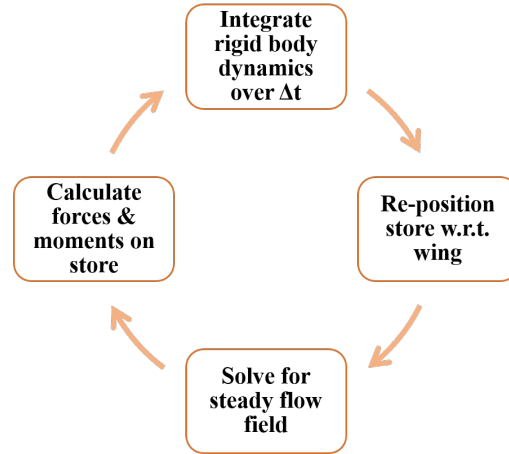 Integrate
rigid body
dynamics
over Δt
Calculate
forces &
moments on
store
Re-position
store w.r.t.
wing
Solve for
steady flow
field